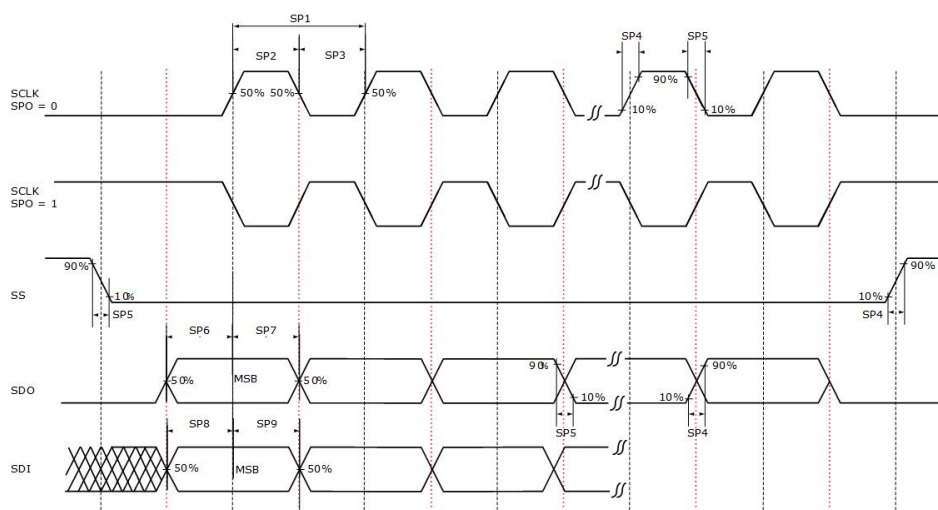 SP1
SP4 SP5
SP2 SP3
SCLK
SPO = 0
50% 50% 50%
90%
10% 10%
SCLK
SPO = 1
90%
10%
SS
SP5
90%
10%
SP4
SP6 SP7
SDO
50%
MSB
50%
90%
10%
SP5
90%
10%
SP4
SP8 SP9
SDI
50%
MSB
50%